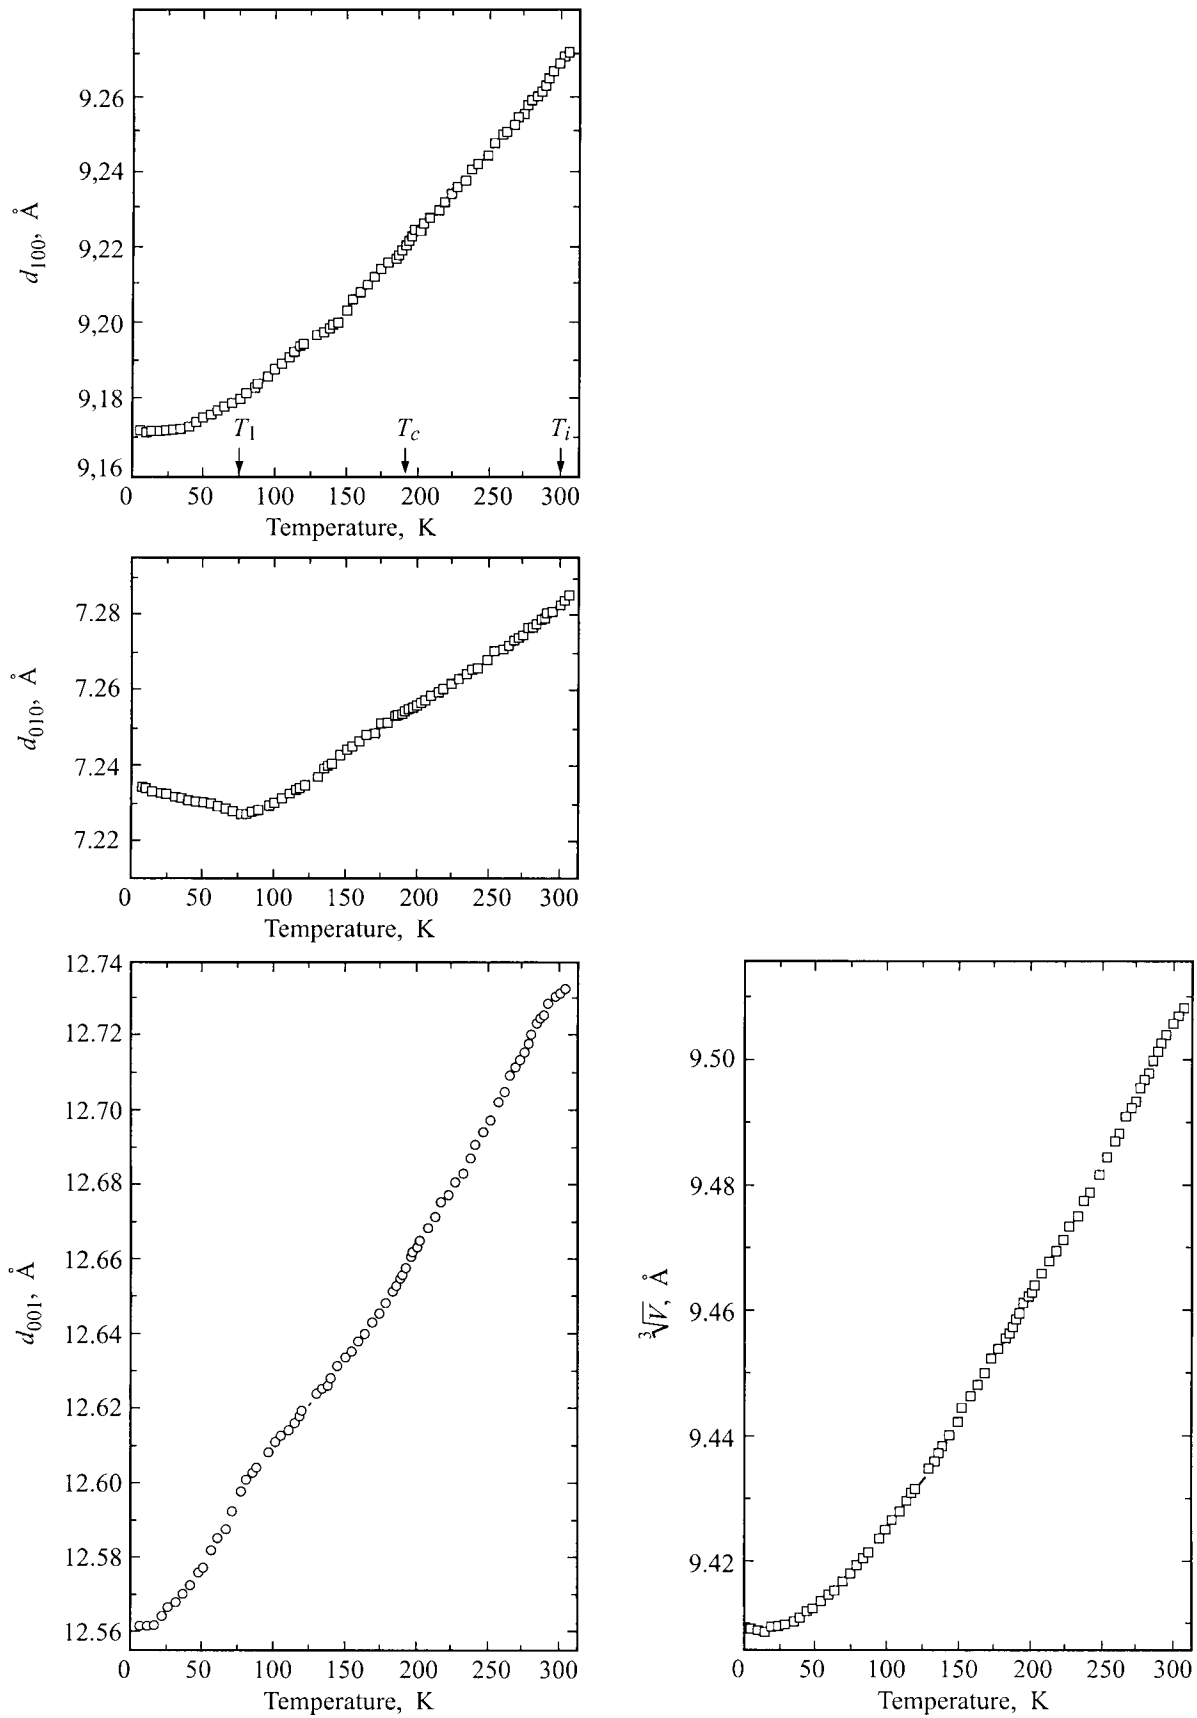 9,26
9,24
9,22
9,20
9,18
9,16
d100, Å
T1
Tc
Ti
0 50 100 150 200 250 300
Temperature, K
7.28
7.26
7.24
7.22
d010, Å
0 50 100 150 200 250 300
Temperature, K
12.74
12.72
12.70
12.68
12.66
12.63
12.62
12.60
12.58
12.56
d001, Å
0 50 100 150 200 250 300
Temperature, K
9.50
9.48
9.46
9.44
9.42
3√V, Å
0 50 100 150 200 250 300
Temperature, K